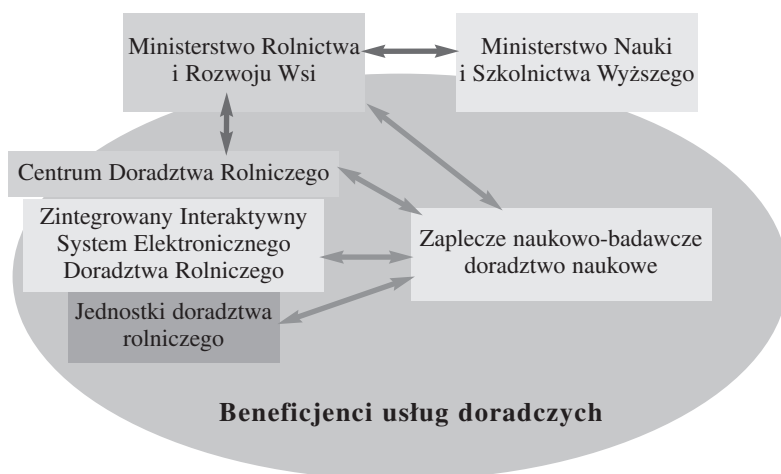 Ministerstwo Rolnictwa
i Rozwoju Wsi
Ministerstwo Nauki
i Szkolnictwa Wyższego
Centrum Doradztwa Rolniczego
Zintegrowany Interaktywny
System Elektronicznego
Doradztwa Rolniczego
Zaplecze naukowo-badawcze
doradztwo naukowe
Jednostki doradztwa
rolniczego
Beneficjenci usług doradczych